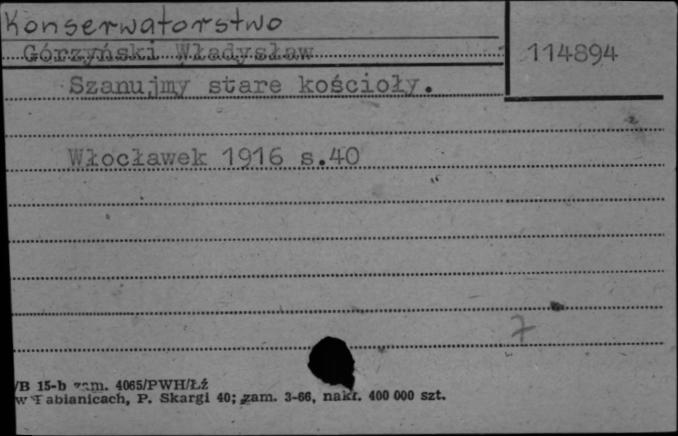 Konserwatorstwo
Górzyński Władysław
114894
Szanujmy stare kościoły.
Włocławek 1916 s.40
7
/B 15-b zam. 4065/PWH/Łź
w Pabianicach, P. Skargi 40; zam. 3-66, nakł. 400 000 szt.